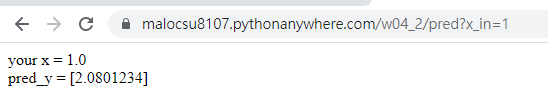 malocsu8107.pythonanywhere.com/w04_2/pred?x_in=1
your x = 1.0
pred_y = [2.0801234]